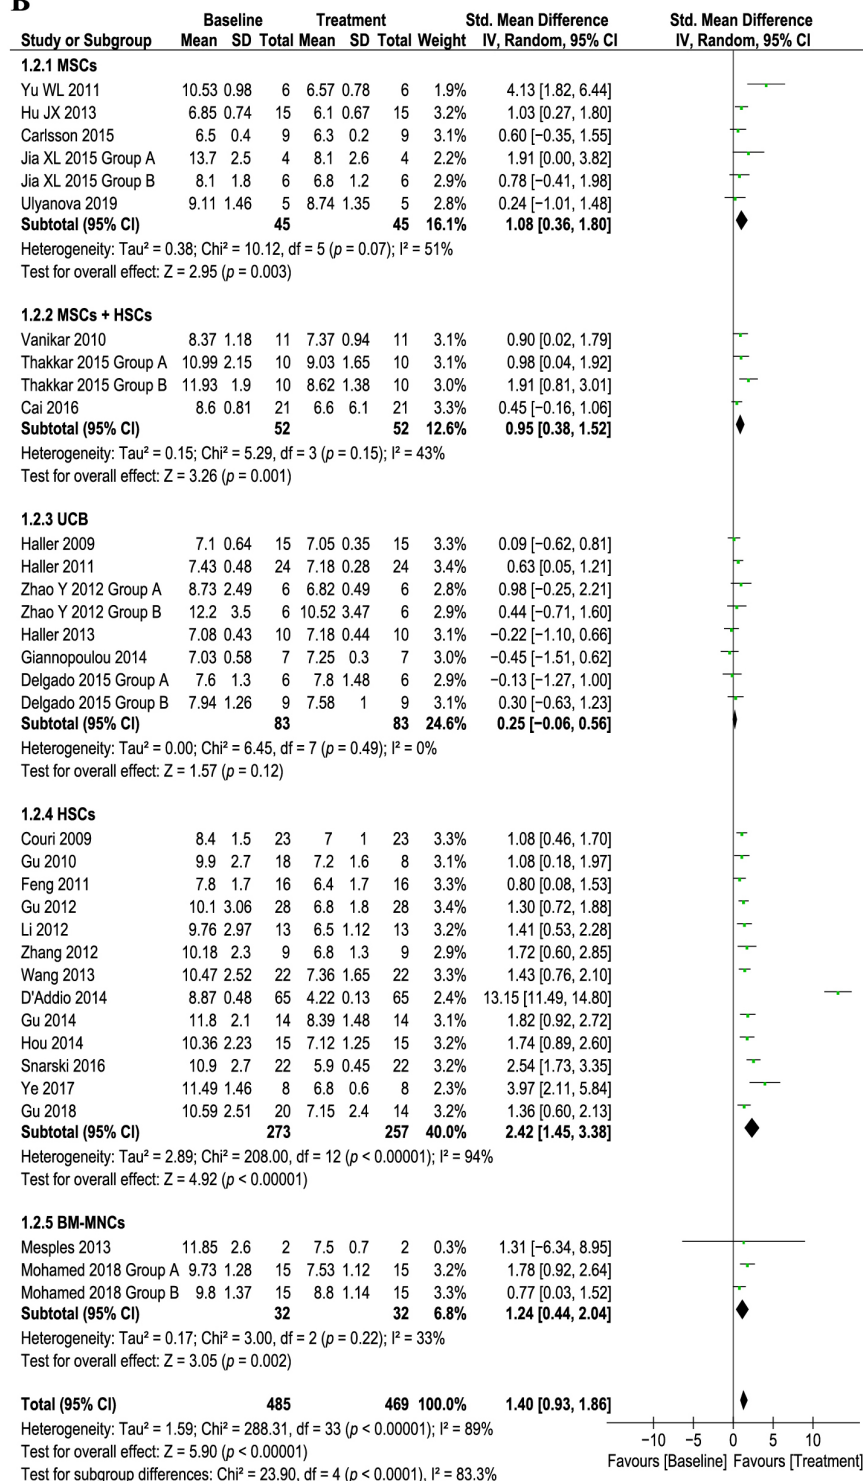 B
Baseline Treatment Std. Mean Difference Std. Mean Difference
Study or Subgroup Mean SD Total Mean SD Total Weight IV, Random, 95% CI IV, Random, 95% CI
1.2.1 MSCs
Yu WL 2011 10.53 0.98 6 6.57 0.78 6 1.9% 4.13 [1.82, 6.44]
Hu JX 2013 6.85 0.74 15 6.1 0.67 15 3.2% 1.03 [0.27, 1.80]
Carlsson 2015 6.5 0.4 9 6.3 0.2 9 3.1% 0.60 [−0.35, 1.55]
Jia XL 2015 Group A 13.7 2.5 4 8.1 2.6 4 2.2% 1.91 [0.00, 3.82]
Jia XL 2015 Group B 8.1 1.8 6 6.8 1.2 6 2.9% 0.78 [−0.41, 1.98]
Ulyanova 2019 9.11 1.46 5 8.74 1.35 5 2.8% 0.24 [−1.01, 1.48]
Subtotal (95% CI) 45 45 16.1% 1.08 [0.36, 1.80]
Heterogeneity: Tau² = 0.38; Chi² = 10.12, df = 5 (p = 0.07); I² = 51%
Test for overall effect: Z = 2.95 (p = 0.003)
1.2.2 MSCs + HSCs
Vanikar 2010 8.37 1.18 11 7.37 0.94 11 3.1% 0.90 [0.02, 1.79]
Thakkar 2015 Group A 10.99 2.15 10 9.03 1.65 10 3.1% 0.98 [0.04, 1.92]
Thakkar 2015 Group B 11.93 1.9 10 8.62 1.38 10 3.0% 1.91 [0.81, 3.01]
Cai 2016 8.6 0.81 21 6.6 6.1 21 3.3% 0.45 [−0.16, 1.06]
Subtotal (95% CI) 52 52 12.6% 0.95 [0.38, 1.52]
Heterogeneity: Tau² = 0.15; Chi² = 5.29, df = 3 (p = 0.15); I² = 43%
Test for overall effect: Z = 3.26 (p = 0.001)
1.2.3 UCB
Haller 2009 7.1 0.64 15 7.05 0.35 15 3.3% 0.09 [−0.62, 0.81]
Haller 2011 7.43 0.48 24 7.18 0.28 24 3.4% 0.63 [0.05, 1.21]
Zhao Y 2012 Group A 8.73 2.49 6 6.82 0.49 6 2.8% 0.98 [−0.25, 2.21]
Zhao Y 2012 Group B 12.2 3.5 6 10.52 3.47 6 2.9% 0.44 [−0.71, 1.60]
Haller 2013 7.08 0.43 10 7.18 0.44 10 3.1% −0.22 [−1.10, 0.66]
Giannopoulou 2014 7.03 0.58 7 7.25 0.3 7 3.0% −0.45 [−1.51, 0.62]
Delgado 2015 Group A 7.6 1.3 6 7.8 1.48 6 2.9% −0.13 [−1.27, 1.00]
Delgado 2015 Group B 7.94 1.26 9 7.58 1 9 3.1% 0.30 [−0.63, 1.23]
Subtotal (95% CI) 83 83 24.6% 0.25 [−0.06, 0.56]
Heterogeneity: Tau² = 0.00; Chi² = 6.45, df = 7 (p = 0.49); I² = 0%
Test for overall effect: Z = 1.57 (p = 0.12)
1.2.4 HSCs
Couri 2009 8.4 1.5 23 7 1 23 3.3% 1.08 [0.46, 1.70]
Gu 2010 9.9 2.7 18 7.2 1.6 8 3.1% 1.08 [0.18, 1.97]
Feng 2011 7.8 1.7 16 6.4 1.7 16 3.3% 0.80 [0.08, 1.53]
Gu 2012 10.1 3.06 28 6.8 1.8 28 3.4% 1.30 [0.72, 1.88]
Li 2012 9.76 2.97 13 6.5 1.12 13 3.2% 1.41 [0.53, 2.28]
Zhang 2012 10.18 2.3 9 6.8 1.3 9 2.9% 1.72 [0.60, 2.85]
Wang 2013 10.47 2.52 22 7.36 1.65 22 3.3% 1.43 [0.76, 2.10]
D'Addio 2014 8.87 0.48 65 4.22 0.13 65 2.4% 13.15 [11.49, 14.80]
Gu 2014 11.8 2.1 14 8.39 1.48 14 3.1% 1.82 [0.92, 2.72]
Hou 2014 10.36 2.23 15 7.12 1.25 15 3.2% 1.74 [0.89, 2.60]
Snarski 2016 10.9 2.7 22 5.9 0.45 22 3.2% 2.54 [1.73, 3.35]
Ye 2017 11.49 1.46 8 6.8 0.6 8 2.3% 3.97 [2.11, 5.84]
Gu 2018 10.59 2.51 20 7.15 2.4 14 3.2% 1.36 [0.60, 2.13]
Subtotal (95% CI) 273 257 40.0% 2.42 [1.45, 3.38]
Heterogeneity: Tau² = 2.89; Chi² = 208.00, df = 12 (p < 0.00001); I² = 94%
Test for overall effect: Z = 4.92 (p < 0.00001)
1.2.5 BM-MNCs
Mesples 2013 11.85 2.6 2 7.5 0.7 2 0.3% 1.31 [−6.34, 8.95]
Mohamed 2018 Group A 9.73 1.28 15 7.53 1.12 15 3.2% 1.78 [0.92, 2.64]
Mohamed 2018 Group B 9.8 1.37 15 8.8 1.14 15 3.3% 0.77 [0.03, 1.52]
Subtotal (95% CI) 32 32 6.8% 1.24 [0.44, 2.04]
Heterogeneity: Tau² = 0.17; Chi² = 3.00, df = 2 (p = 0.22); I² = 33%
Test for overall effect: Z = 3.05 (p = 0.002)
Total (95% CI) 485 469 100.0% 1.40 [0.93, 1.86]
Heterogeneity: Tau² = 1.59; Chi² = 288.31, df = 33 (p < 0.00001); I² = 89%
Test for overall effect: Z = 5.90 (p < 0.00001)
Test for subgroup differences: Chi² = 23.90, df = 4 (p < 0.0001), I² = 83.3%
−10 −5 0 5 10
Favours [Baseline] Favours [Treatment]